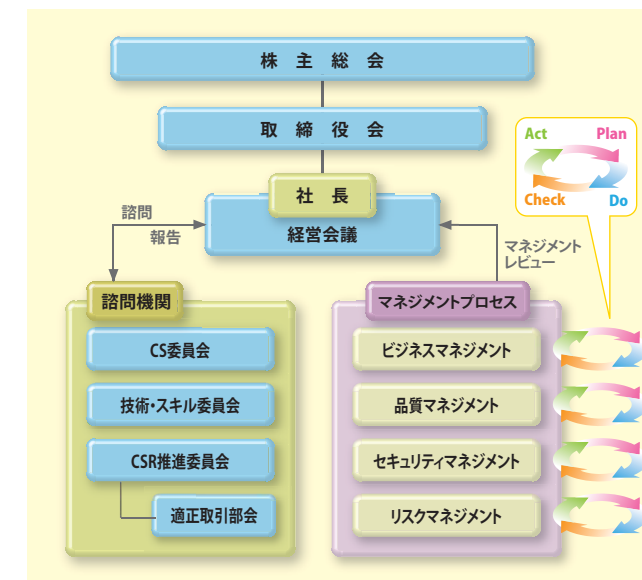 株 主 総 会
取 締 役 会
Act
Plan
Check
Do
社 長
経営会議
諮問
報告
マネジメント
レビュー
諮問機関
CS委員会
技術・スキル委員会
CSR推進委員会
適正取引部会
マネジメントプロセス
ビジネスマネジメント
品質マネジメント
セキュリティマネジメント
リスクマネジメント